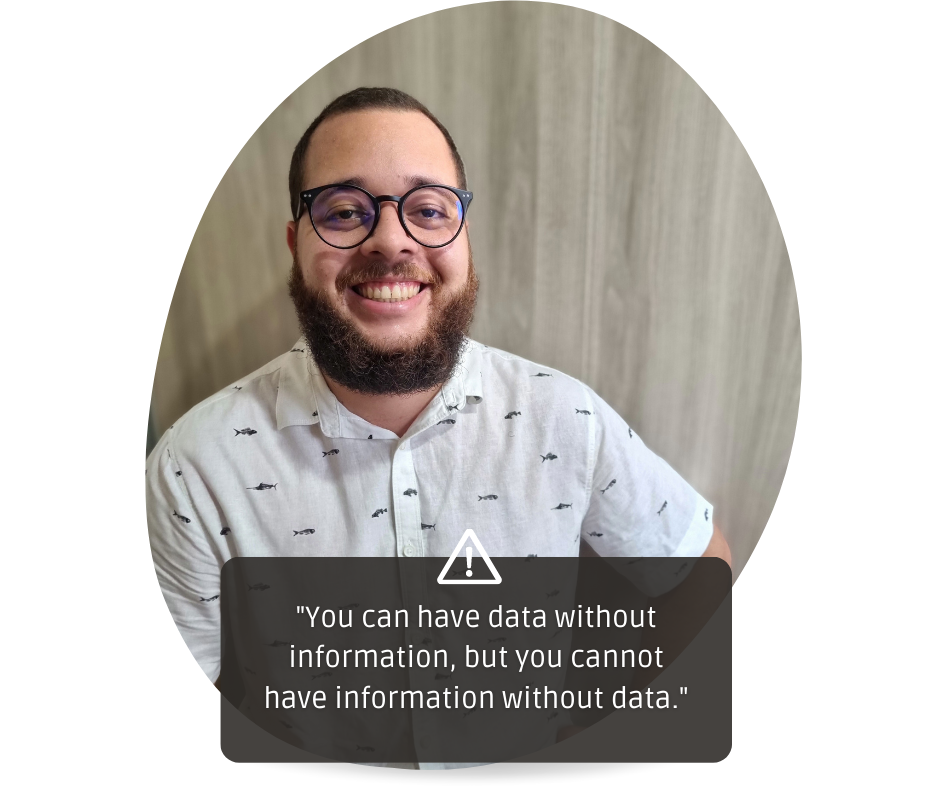 "You can have data without
information, but you cannot
have information without data."